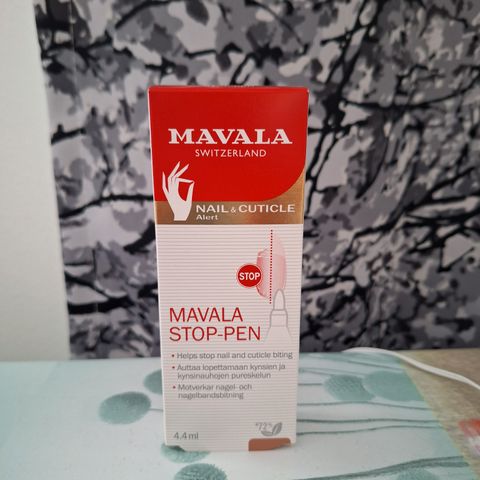 MAVALA
SWITZERLAND
NAIL & CUTICLE
Alert
STOP
MAVALA
STOP-PEN
• Helps stop nail and cuticle biting
• Auttaa lopettamaan kynsien ja
kynsinauhojen pureskelun
• Motverkar nagel- och
nagelbandsbitning
4.4 ml